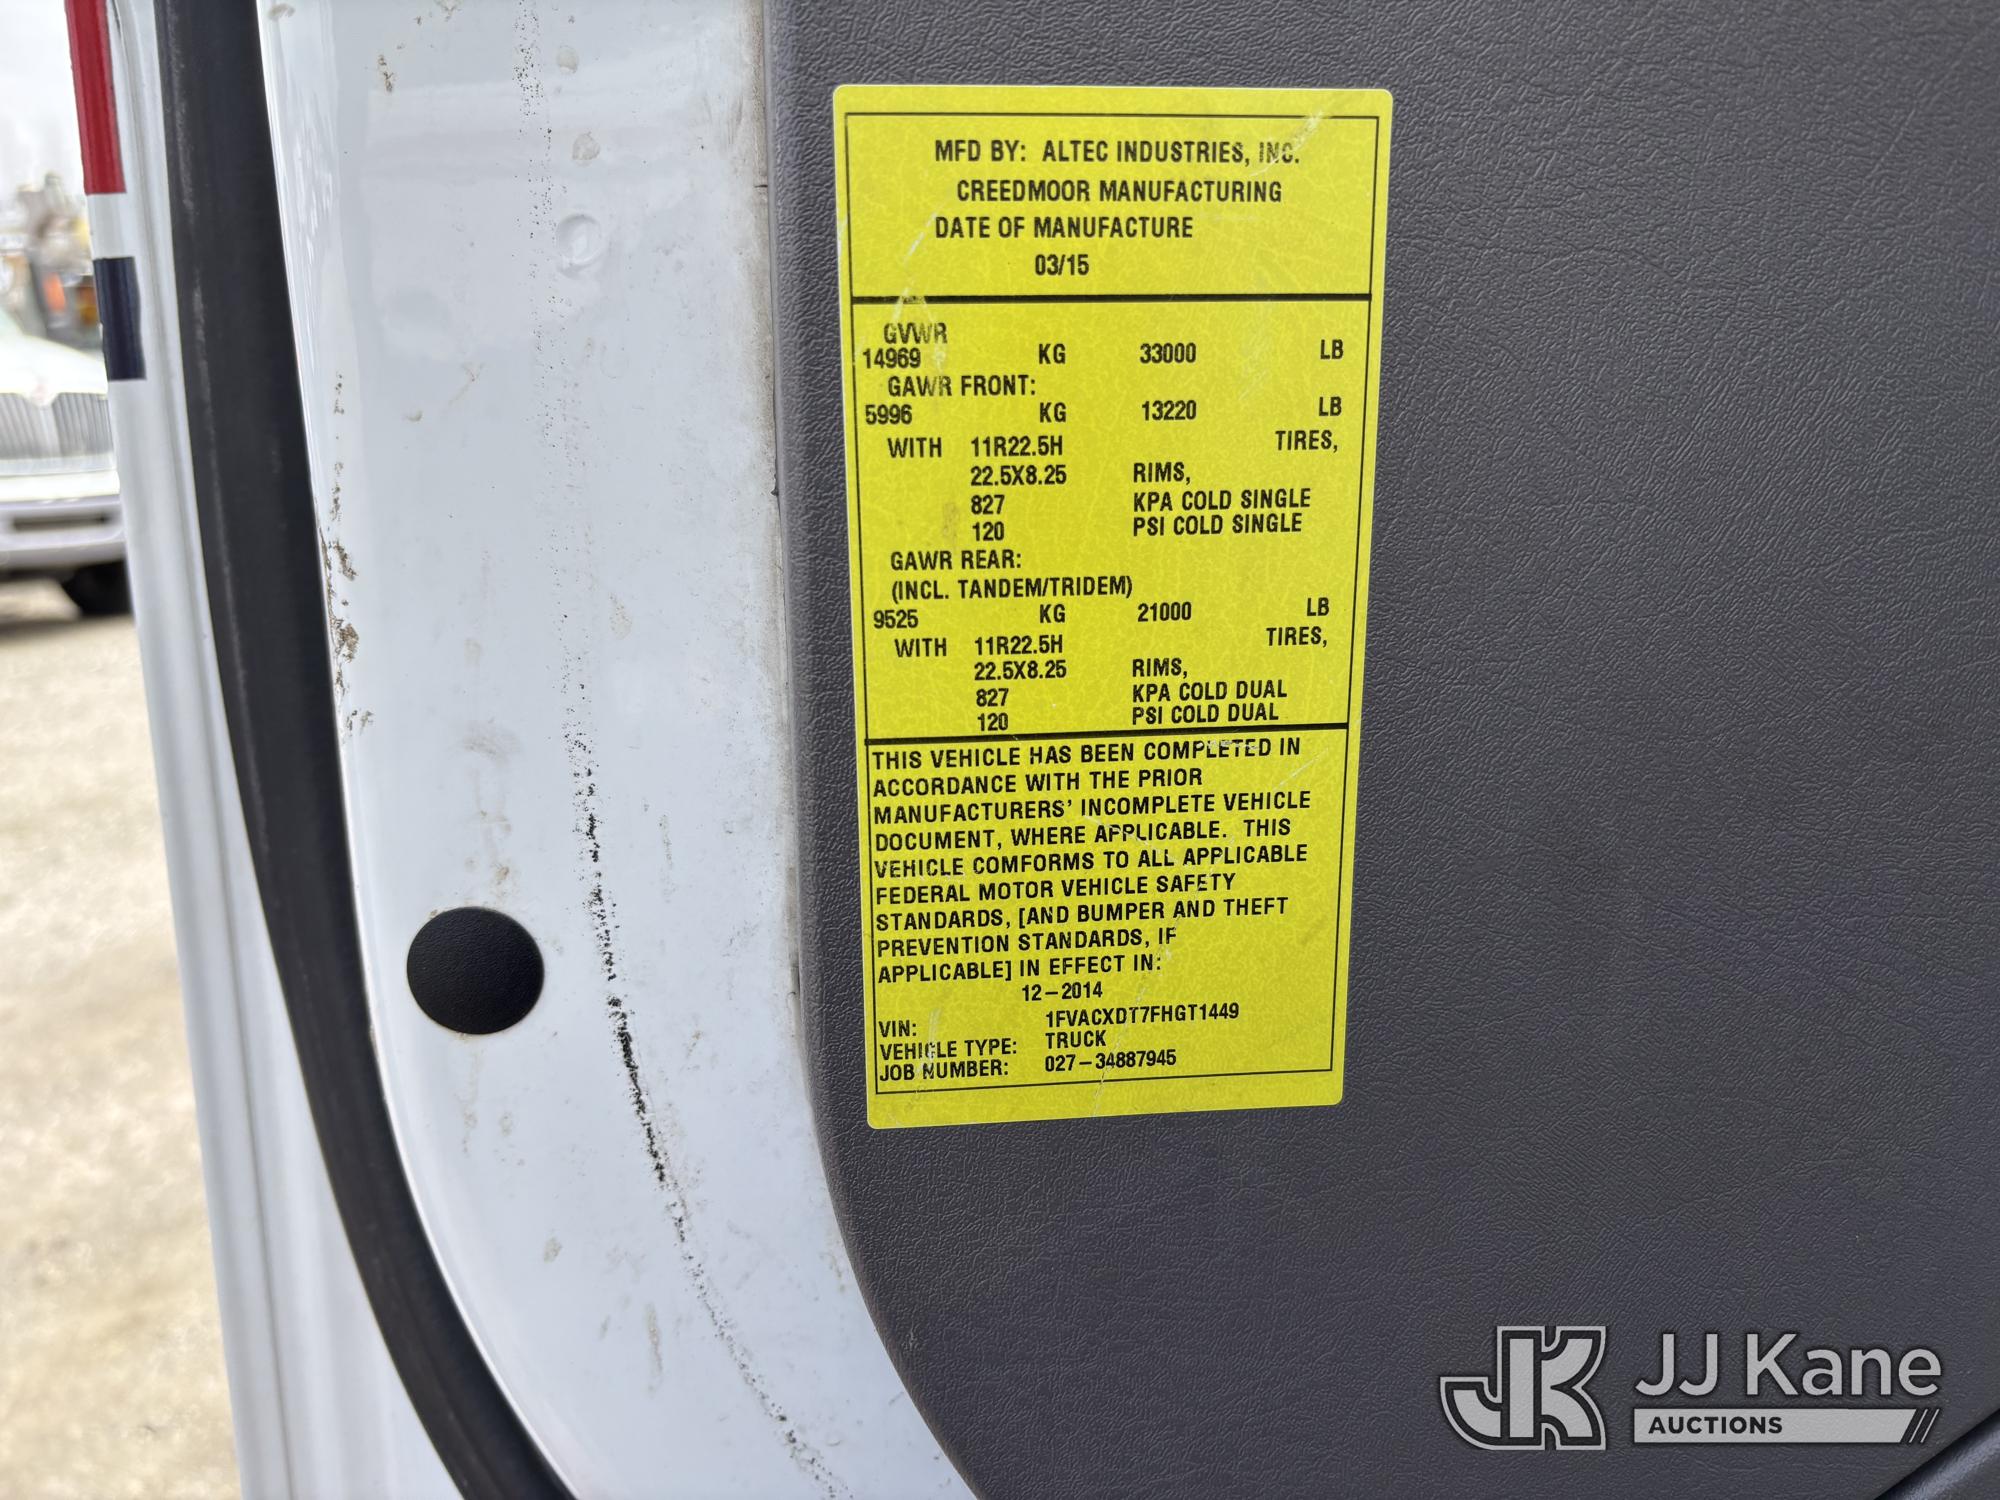 MFD BY: ALTEC INDUSTRIES, INC.
CREEDMOOR MANUFACTURING
DATE OF MANUFACTURE
03/15
GVWR
14969 KG 33000 LB
GAWR FRONT:
5996 KG 13220 LB
WITH 11R22.5H TIRES,
22.5X8.25 RIMS,
827 KPA COLD SINGLE
120 PSI COLD SINGLE
GAWR REAR:
(INCL. TANDEM/TRIDEM)
9525 KG 21000 LB
WITH 11R22.5H TIRES,
22.5X8.25 RIMS,
827 KPA COLD DUAL
120 PSI COLD DUAL
THIS VEHICLE HAS BEEN COMPLETED IN
ACCORDANCE WITH THE PRIOR
MANUFACTURERS' INCOMPLETE VEHICLE
DOCUMENT, WHERE APPLICABLE. THIS
VEHICLE COMFORMS TO ALL APPLICABLE
FEDERAL MOTOR VEHICLE SAFETY
STANDARDS, [AND BUMPER AND THEFT
PREVENTION STANDARDS, IF
APPLICABLE] IN EFFECT IN:
12-2014
VIN: 1FVACXDT7FHGT1449
VEHICLE TYPE: TRUCK
JOB NUMBER: 027-34887945
JK JJ Kane
AUCTIONS